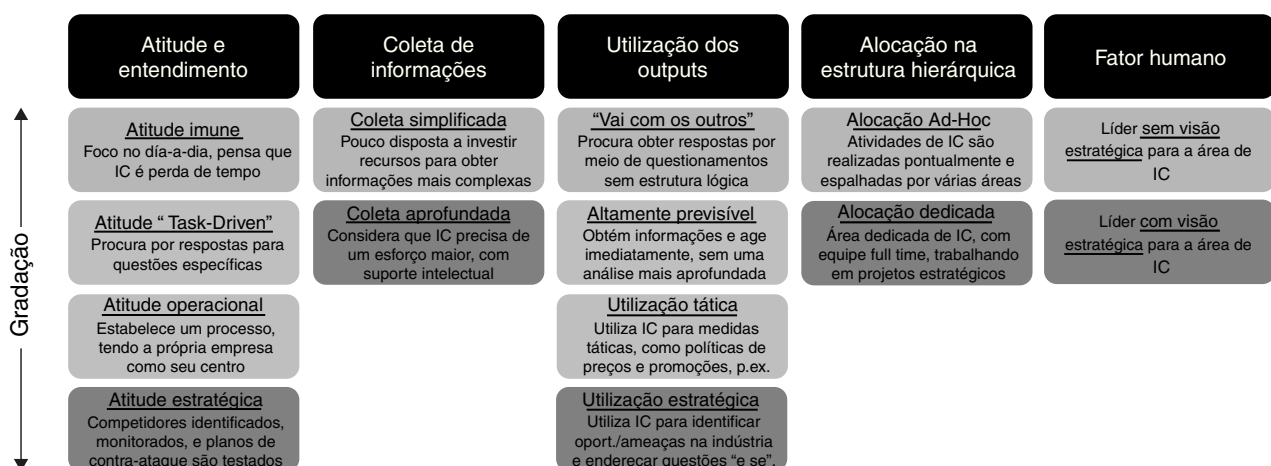 Atitude e
entendimento
Coleta de
informações
Utilização dos
outputs
Alocação na
estrutura hierárquica
Fator humano
Gradação
Atitude imune
Foco no día-a-dia, pensa que
IC é perda de tempo
Coleta simplificada
Pouco disposta a investir
recursos para obter
informações mais complexas
“Vai com os outros”
Procura obter respostas por
meio de questionamentos
sem estrutura lógica
Alocação Ad-Hoc
Atividades de IC são
realizadas pontualmente e
espalhadas por várias áreas
Líder sem visão
estratégica para a área de
IC
Atitude “ Task-Driven”
Procura por respostas para
questões específicas
Coleta aprofundada
Considera que IC precisa de
um esforço maior, com
suporte intelectual
Altamente previsível
Obtém informações e age
imediatamente, sem uma
análise mais aprofundada
Alocação dedicada
Área dedicada de IC, com
equipe full time, trabalhando
em projetos estratégicos
Líder com visão
estratégica para a área de
IC
Atitude operacional
Estabelece um processo,
tendo a própria empresa
como seu centro
Utilização tática
Utiliza IC para medidas
táticas, como políticas de
preços e promoções, p.ex.
Atitude estratégica
Competidores identificados,
monitorados, e planos de
contra-ataque são testados
Utilização estratégica
Utiliza IC para identificar
oport./ameaças na indústria
e endereçar questões “e se”.